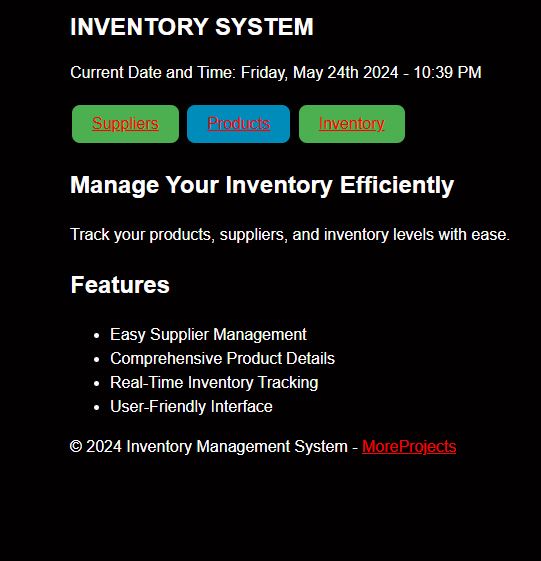 INVENTORY SYSTEM
Current Date and Time: Friday, May 24th 2024 - 10:39 PM
Suppliers Products Inventory
Manage Your Inventory Efficiently
Track your products, suppliers, and inventory levels with ease.
Features
• Easy Supplier Management
• Comprehensive Product Details
• Real-Time Inventory Tracking
• User-Friendly Interface
© 2024 Inventory Management System - MoreProjects